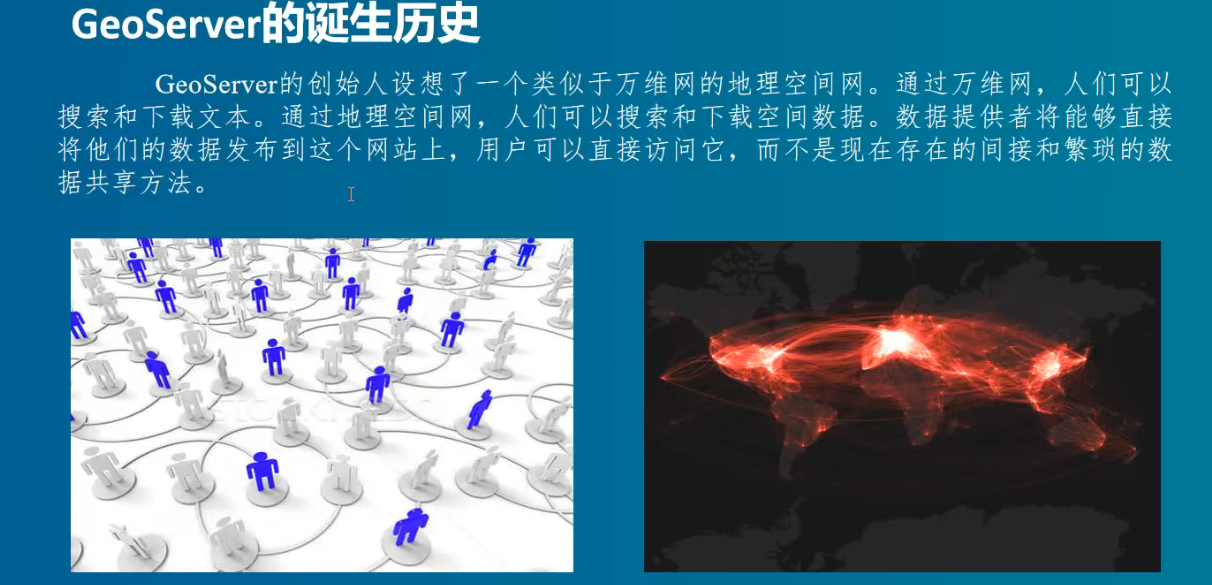 GeoServer的诞生历史
GeoServer的创始人设想了一个类似于万维网的地理空间网。通过万维网，人们可以
搜索和下载文本。通过地理空间网，人们可以搜索和下载空间数据。数据提供者将能够直接
将他们的数据发布到这个网站上，用户可以直接访问它，而不是现在存在的间接和繁琐的数
据共享方法。